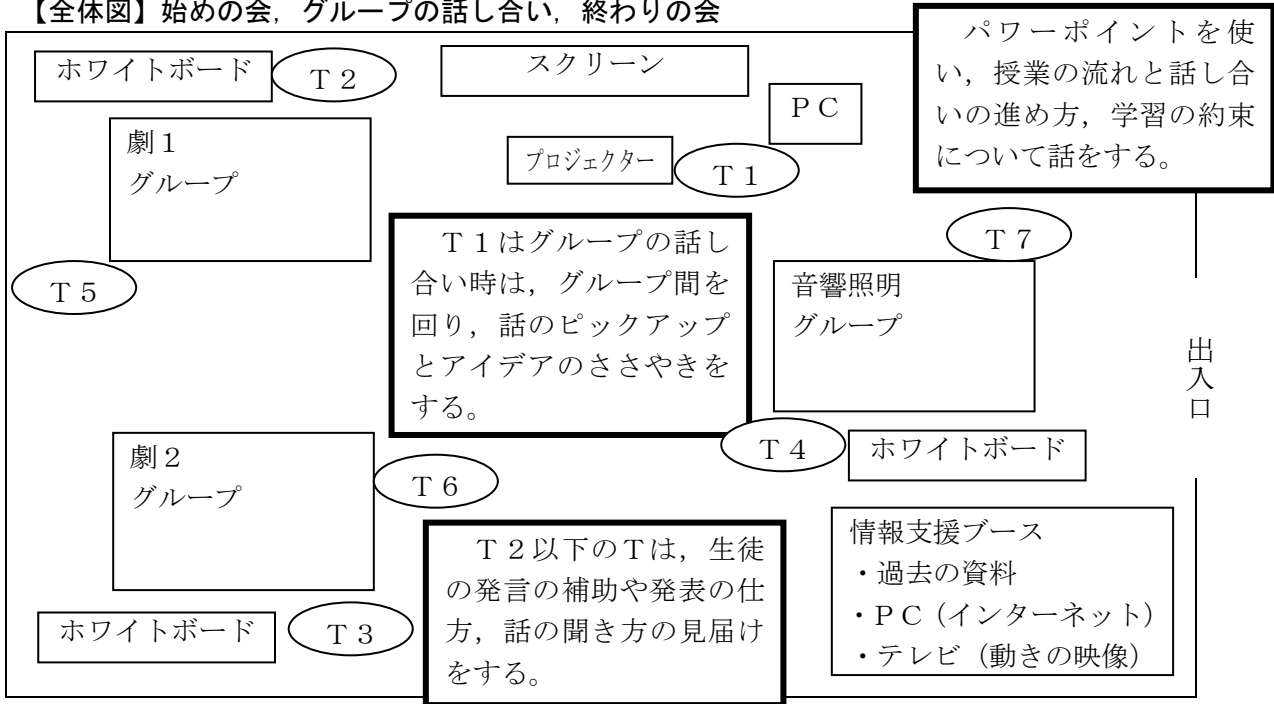 【全体図】始めの会，グループの話し合い，終わりの会
ホワイトボード
Ｔ２
スクリーン
ＰＣ
パワーポイントを使
い，授業の流れと話し合
いの進め方，学習の約束
について話をする。
劇１
グループ
プロジェクター
Ｔ１
Ｔ５
Ｔ１はグループの話し
合い時は，グループ間を
回り，話のピックアップ
とアイデアのささやきを
する。
Ｔ７
音響照明
グループ
出入口
Ｔ４
ホワイトボード
劇２
グループ
Ｔ６
Ｔ２以下のＴは，生徒
の発言の補助や発表の仕
方，話の聞き方の見届け
をする。
ホワイトボード
Ｔ３
情報支援ブース
・過去の資料
・ＰＣ（インターネット）
・テレビ（動きの映像）